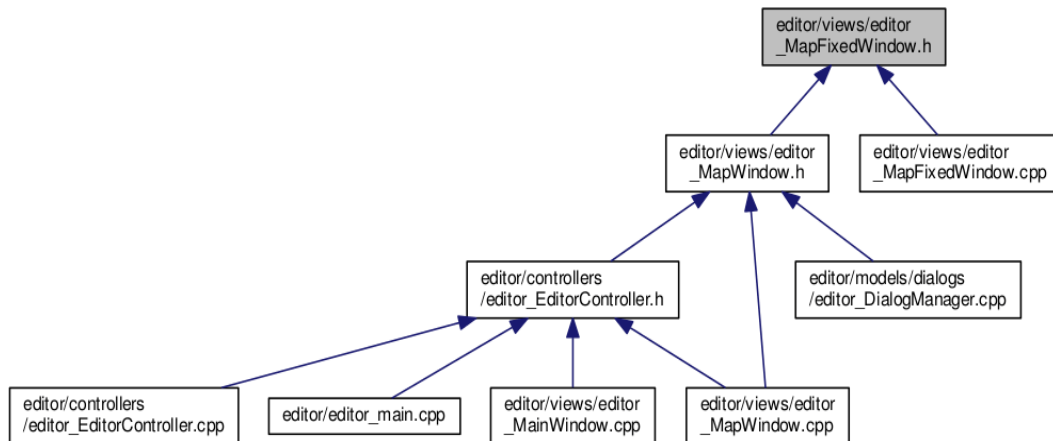 editor/views/editor
_MapFixedWindow.h
editor/views/editor
_MapWindow.h
editor/views/editor
_MapFixedWindow.cpp
editor/controllers
/editor_EditorController.h
editor/models/dialogs
/editor_DialogManager.cpp
editor/controllers
/editor_EditorController.cpp
editor/editor_main.cpp
editor/views/editor
_MainWindow.cpp
editor/views/editor
_MapWindow.cpp